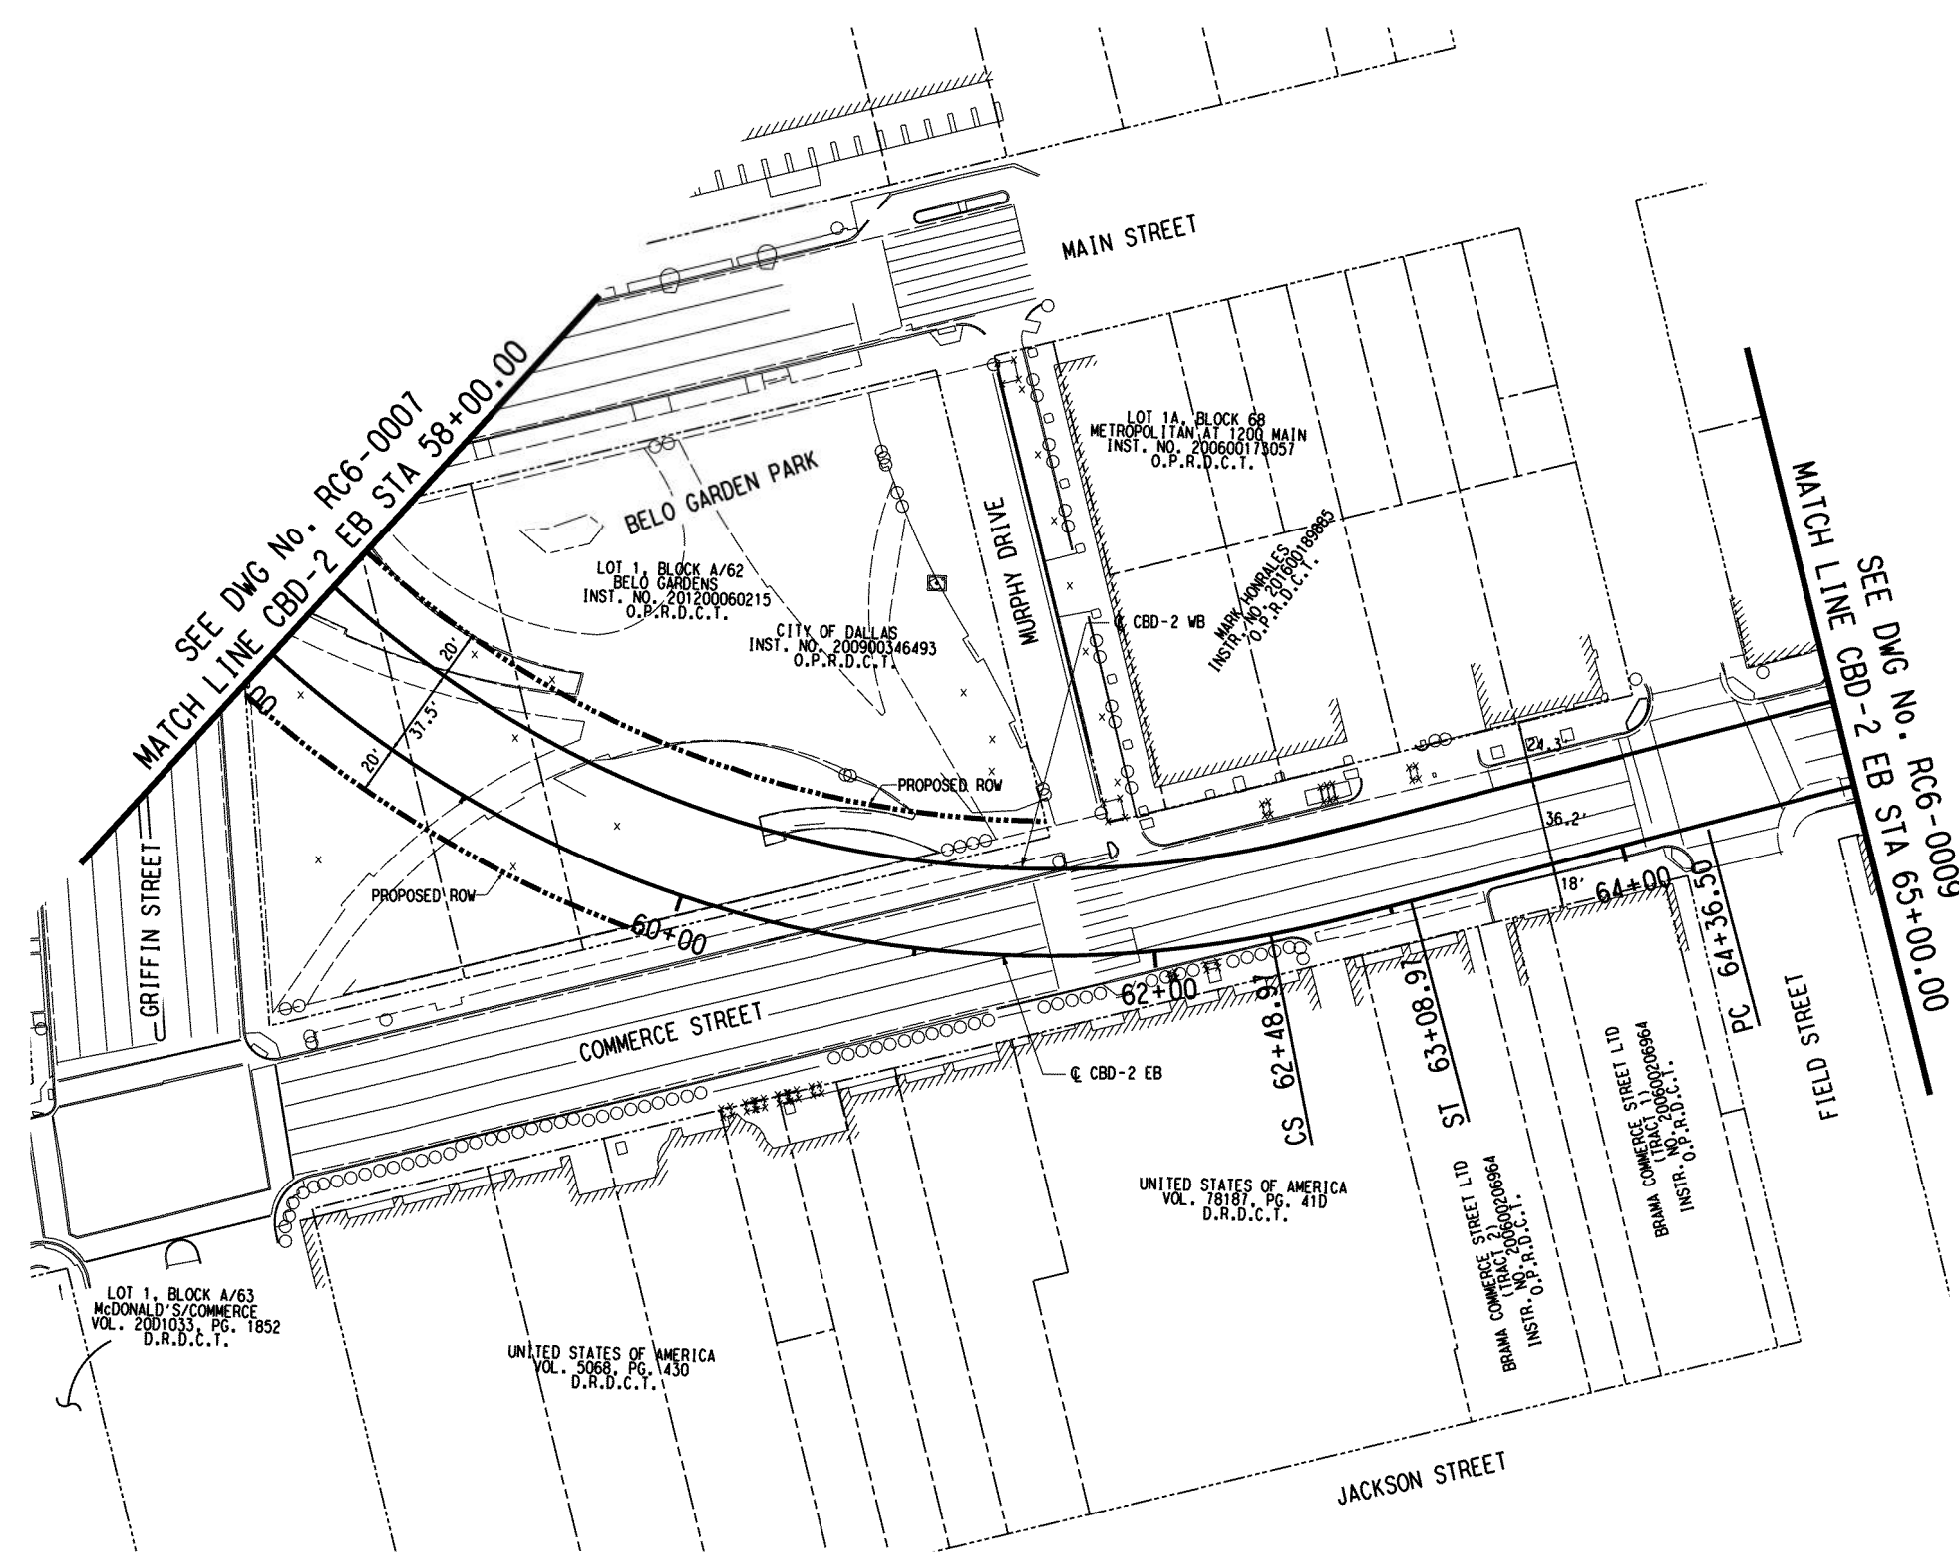 MAIN STREET
SEE DWG No. RC6-0007
MATCH LINE CBD-2 EB STA 58+00.00
BELO GARDEN PARK
LOT 1, BLOCK A/62
BELO GARDENS
INST. NO. 201200060215
O.P.R.D.C.T.
CITY OF DALLAS
INST. NO. 200900346493
O.P.R.D.C.T.
MURPHY DRIVE
LOT 1A, BLOCK 68
METROPOLITAN AT 1200 MAIN
INST. NO. 200600173057
O.P.R.D.C.T.
MARK HONRALES
INSTR. NO. 201600189885
O.P.R.D.C.T.
℄ CBD-2 WB
SEE DWG No. RC6-0009
MATCH LINE CBD-2 EB STA 65+00.00
20'
37.5'
20'
PROPOSED ROW
PROPOSED ROW
24.3'
36.2'
18'
GRIFFIN STREET
60+00
62+00
64+00
COMMERCE STREET
℄ CBD-2 EB
CS 62+48.97
ST 63+08.97
PC 64+36.50
FIELD STREET
UNITED STATES OF AMERICA
VOL. 78187, PG. 41D
D.R.D.C.T.
BRAMA COMMERCE STREET LTD
(TRACT 2)
INSTR. NO. 200600206964
O.P.R.D.C.T.
BRAMA COMMERCE STREET LTD
(TRACT 1)
INSTR. NO. 200600206964
O.P.R.D.C.T.
LOT 1, BLOCK A/63
McDONALD'S/COMMERCE
VOL. 20D1033, PG. 1852
D.R.D.C.T.
UNITED STATES OF AMERICA
VOL. 5068, PG. 430
D.R.D.C.T.
JACKSON STREET